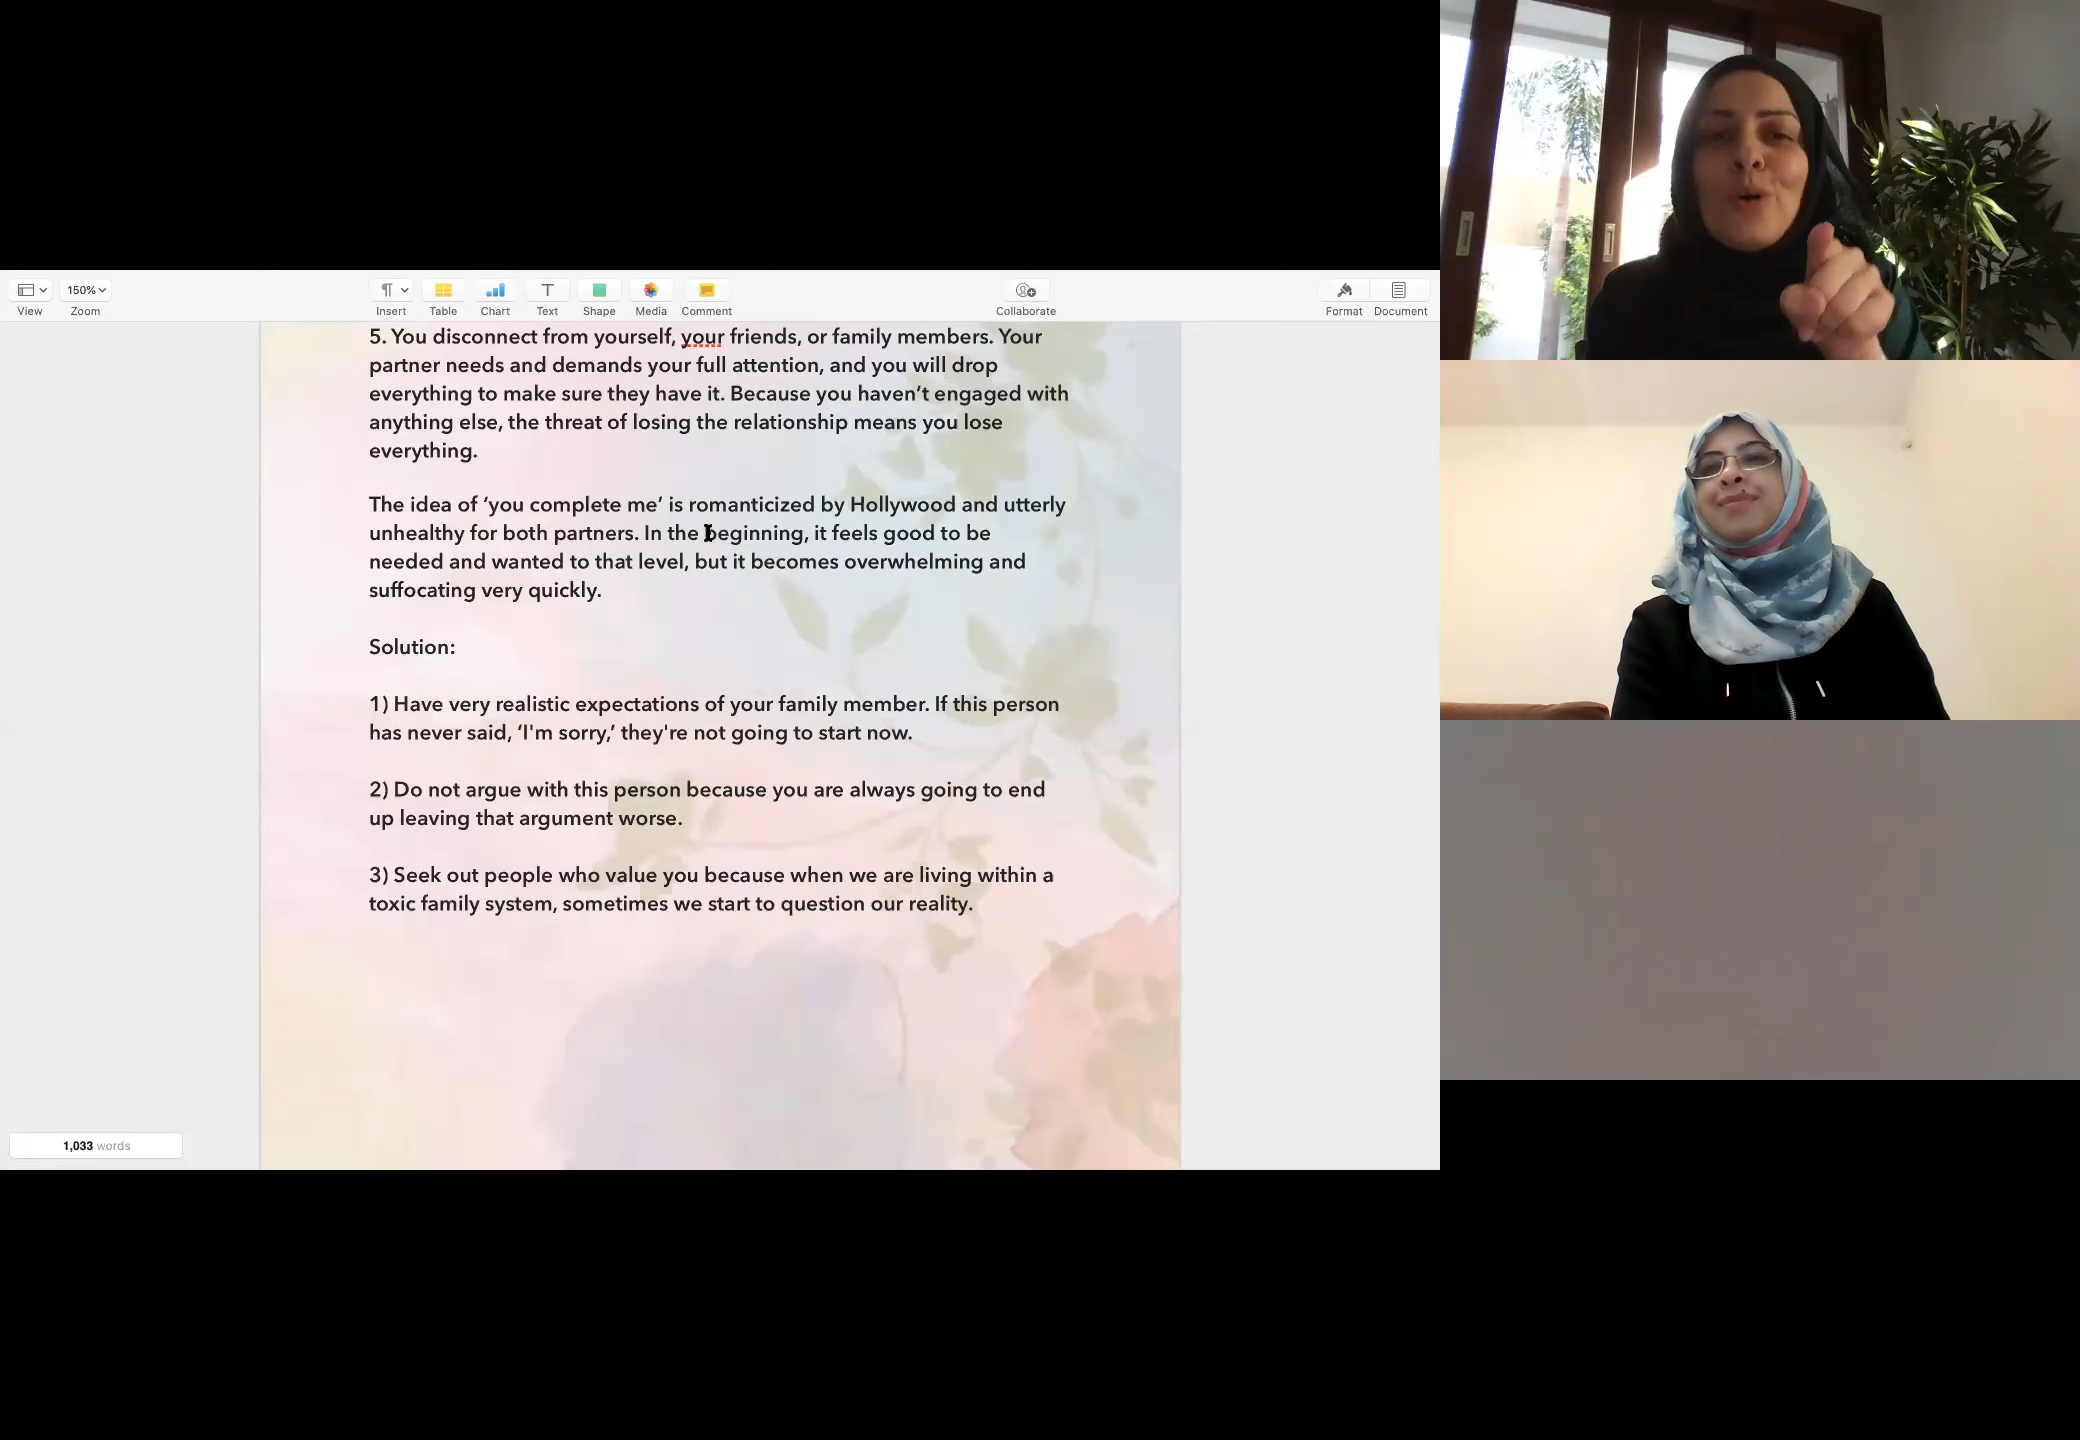 150%
View
Zoom
Insert
Table
Chart
Text
Shape
Media
Comment
Collaborate
Format
Document
5. You disconnect from yourself, your friends, or family members. Your
partner needs and demands your full attention, and you will drop
everything to make sure they have it. Because you haven’t engaged with
anything else, the threat of losing the relationship means you lose
everything.
The idea of ‘you complete me’ is romanticized by Hollywood and utterly
unhealthy for both partners. In the beginning, it feels good to be
needed and wanted to that level, but it becomes overwhelming and
suffocating very quickly.
Solution:
1) Have very realistic expectations of your family member. If this person
has never said, ‘I'm sorry,’ they're not going to start now.
2) Do not argue with this person because you are always going to end
up leaving that argument worse.
3) Seek out people who value you because when we are living within a
toxic family system, sometimes we start to question our reality.
1,033 words